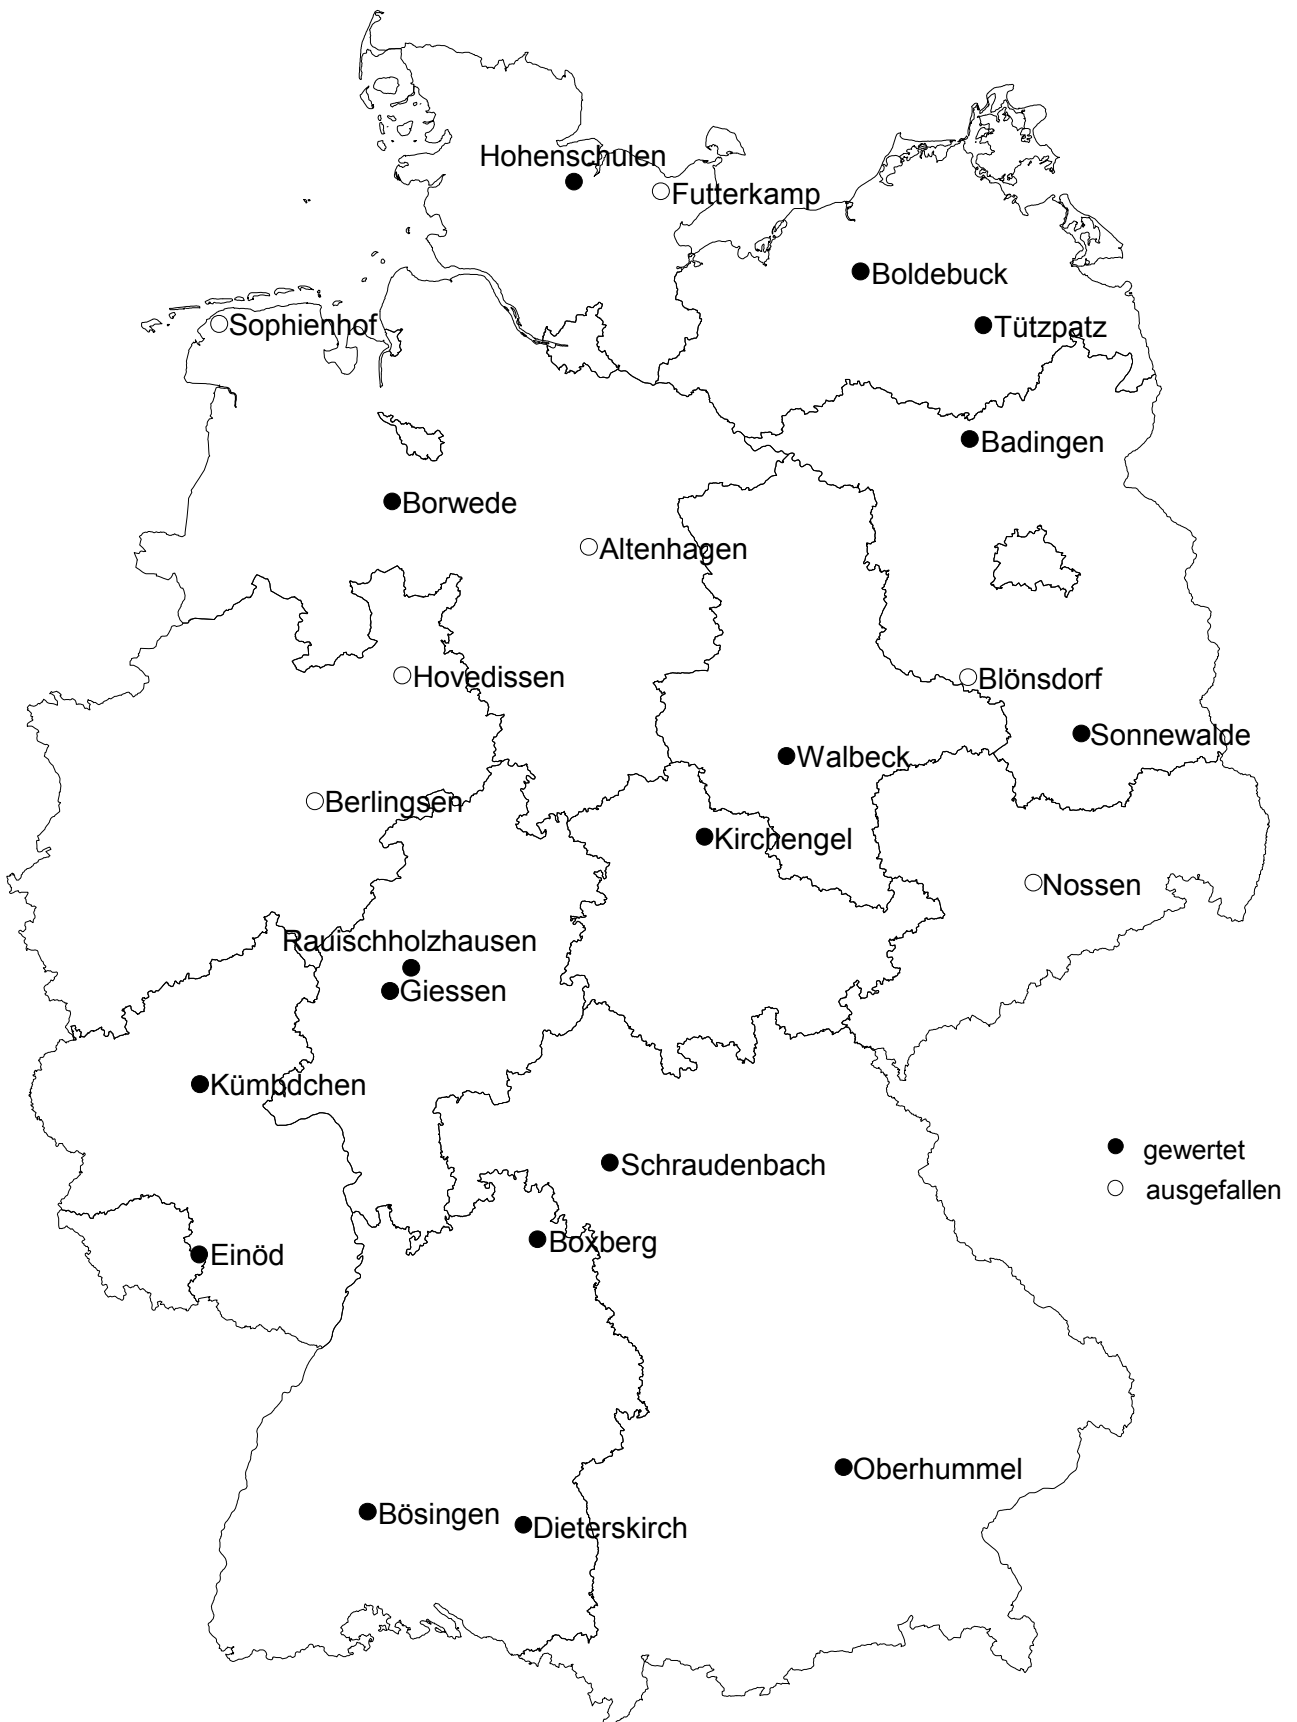 Hohenschulen
Futterkamp
Boldebuck
Sophienhof
Tützpatz
Badingen
Borwede
Altenhagen
Hovedissen
Blönsdorf
Sonnewalde
Walbeck
Berlingsen
Kirchengel
Nossen
Rauischholzhausen
Giessen
Kümbdchen
gewertet
Schraudenbach
ausgefallen
Boxberg
Einöd
Oberhummel
Bösingen
Dieterskirch